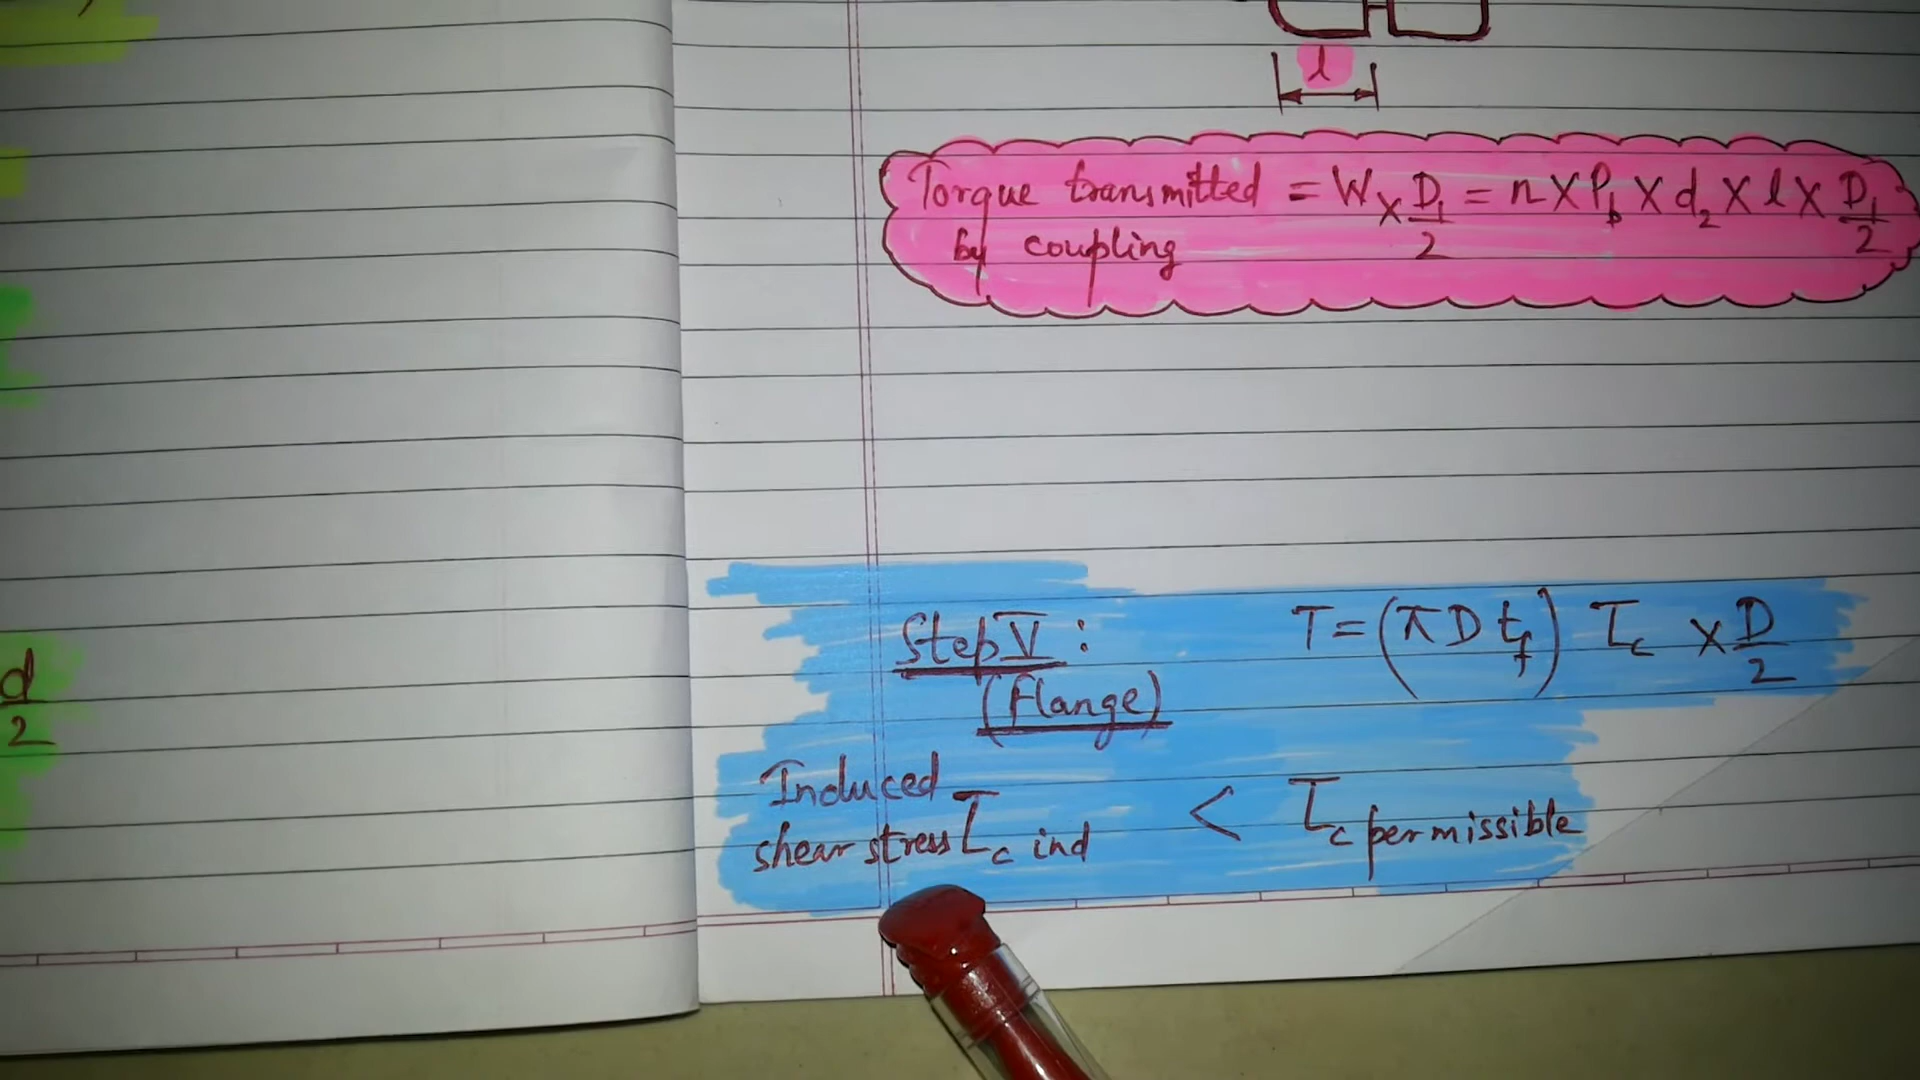 d/2
l
Torque transmitted = W × D₁/2 = n × P_b × d₂ × l × D₁/2
by coupling
Step V : T = (π D t_f) τ_c × D/2
(Flange)
Induced
shear stress τ_c ind < τ_c permissible